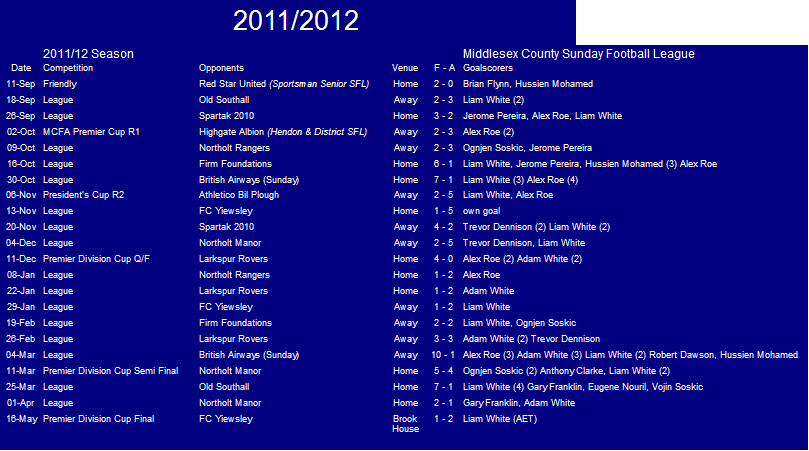 2011/2012
2011/12 Season Middlesex County Sunday Football League
Date Competition Opponents Venue F - A Goalscorers
11-Sep Friendly Red Star United (Sportsman Senior SFL) Home 2 - 0 Brian Flynn, Hussien Mohamed
18-Sep League Old Southall Away 2 - 3 Liam White (2)
26-Sep League Spartak 2010 Home 3 - 2 Jerome Pereira, Alex Roe, Liam White
02-Oct MCFA Premier Cup R1 Highgate Albion (Hendon & District SFL) Away 2 - 3 Alex Roe (2)
09-Oct League Northolt Rangers Away 2 - 3 Ognjen Soskic, Jerome Pereira
16-Oct League Firm Foundations Home 6 - 1 Liam White, Jerome Pereira, Hussien Mohamed (3) Alex Roe
30-Oct League British Airways (Sunday) Home 7 - 1 Liam White (3) Alex Roe (4)
06-Nov President's Cup R2 Athletico Bil Plough Away 2 - 5 Liam White, Alex Roe
13-Nov League FC Yiewsley Home 1 - 5 own goal
20-Nov League Spartak 2010 Away 4 - 2 Trevor Dennison (2) Liam White (2)
04-Dec League Northolt Manor Away 2 - 5 Trevor Dennison, Liam White
11-Dec Premier Division Cup Q/F Larkspur Rovers Home 4 - 0 Alex Roe (2) Adam White (2)
08-Jan League Northolt Rangers Home 1 - 2 Alex Roe
22-Jan League Larkspur Rovers Home 1 - 2 Adam White
29-Jan League FC Yiewsley Away 1 - 2 Liam White
19-Feb League Firm Foundations Away 2 - 2 Liam White, Ognjen Soskic
26-Feb League Larkspur Rovers Away 3 - 3 Adam White (2) Trevor Dennison
04-Mar League British Airways (Sunday) Away 10 - 1 Alex Roe (3) Adam White (3) Liam White (2) Robert Dawson, Hussien Mohamed
11-Mar Premier Division Cup Semi Final Northolt Manor Home 5 - 4 Ognjen Soskic (2) Anthony Clarke, Liam White (2)
25-Mar League Old Southall Home 7 - 1 Liam White (4) Gary Franklin, Eugene Nouril, Vojin Soskic
01-Apr League Northolt Manor Home 2 - 1 Gary Franklin, Adam White
16-May Premier Division Cup Final FC Yiewsley Brook House 1 - 2 Liam White (AET)